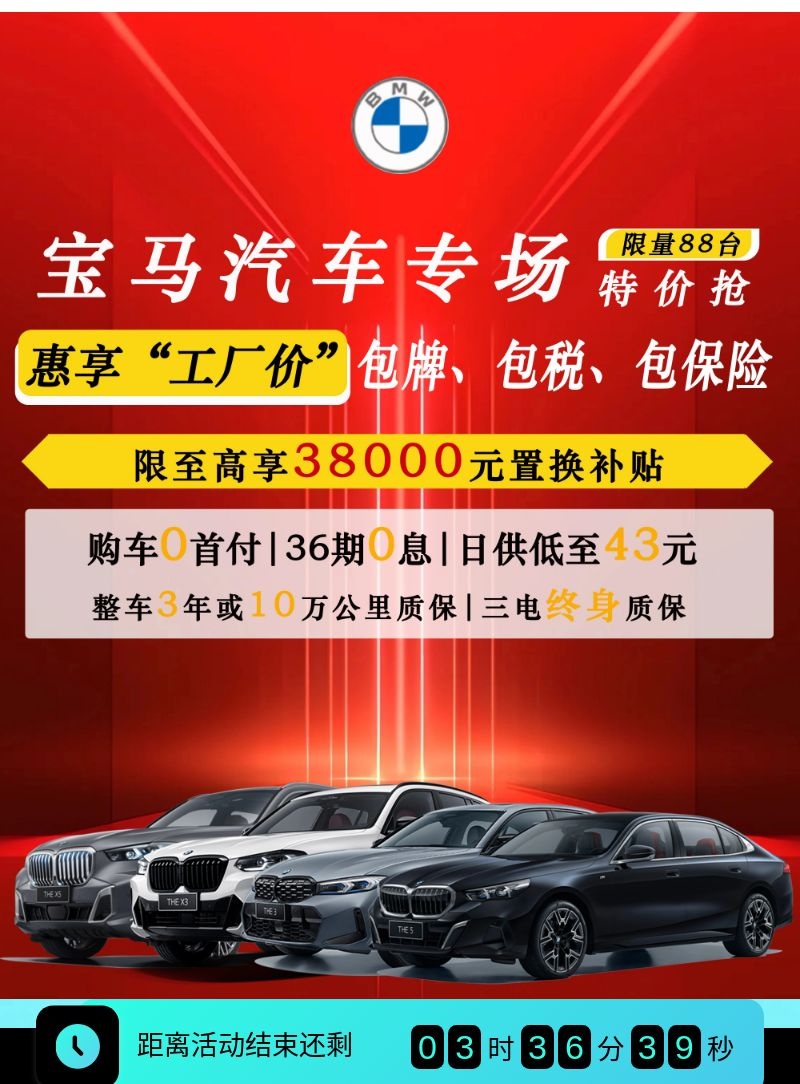 BMW
宝马汽车专场
限量88台
特价抢
惠享“工厂价”包牌、包税、包保险
限至高享38000元置换补贴
购车0首付|36期0息|日供低至43元
整车3年或10万公里质保|三电终身质保
THE X5
THE X3
THE 3
THE 5
距离活动结束还剩 03时36分39秒